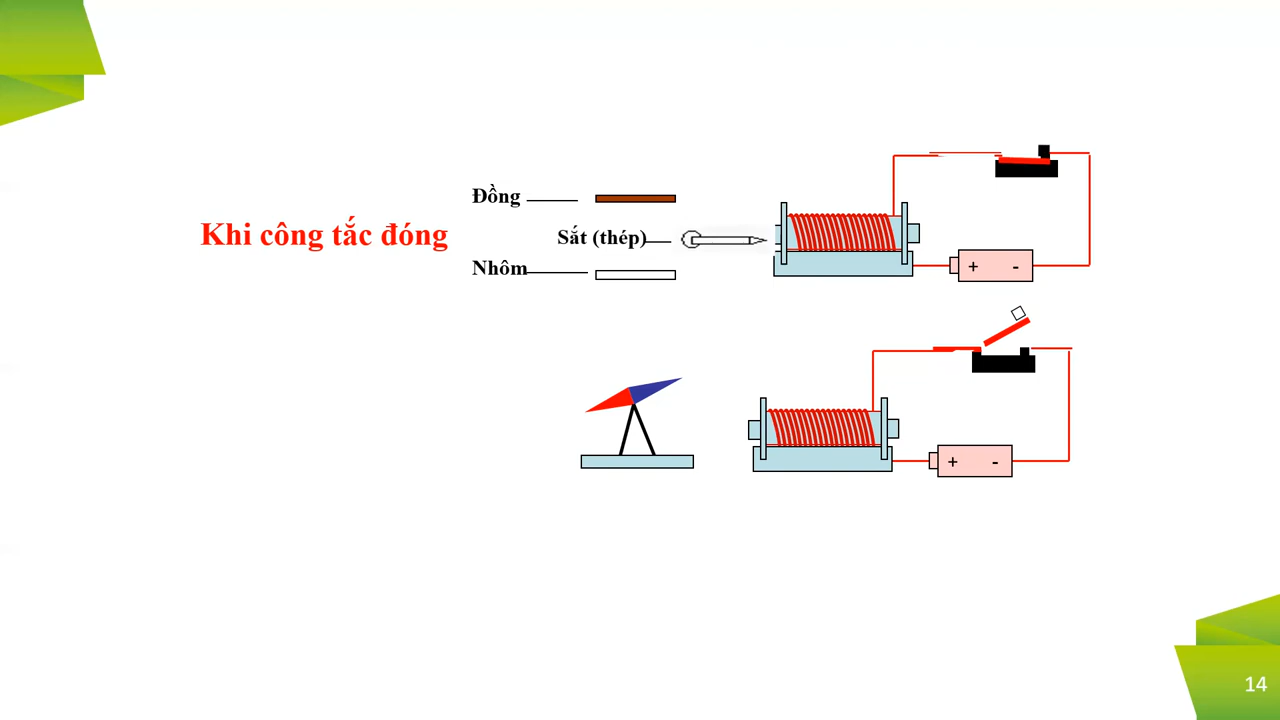 Đồng
Khi công tắc đóng
Sắt (thép)
Nhôm
+ -
+ -
14